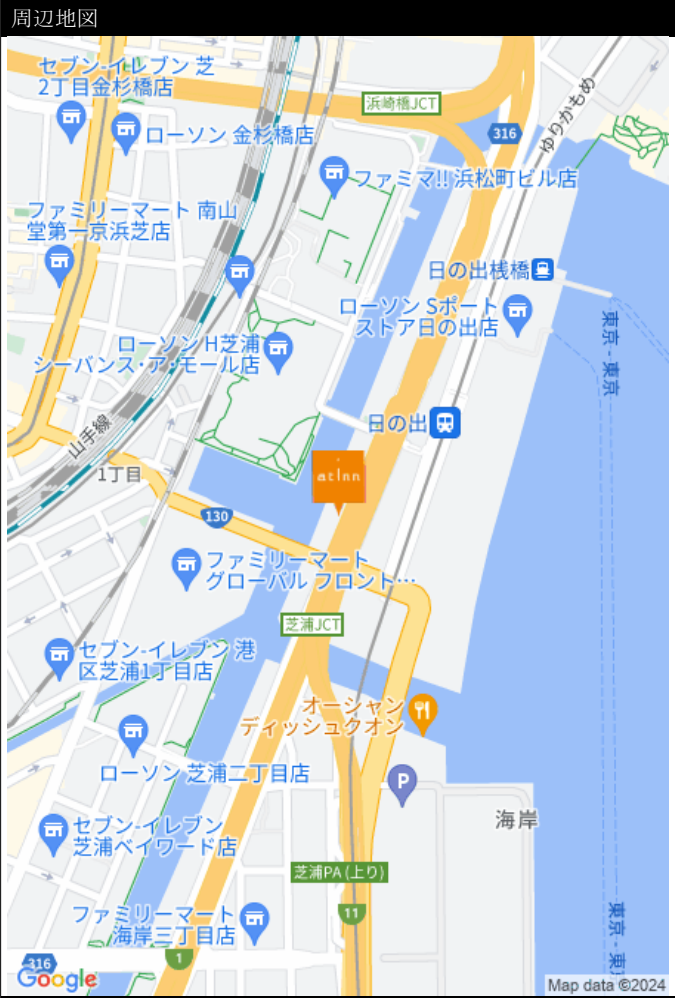 周辺地図
セブン-イレブン 芝
2丁目金杉橋店
浜崎橋JCT
316
ゆりかもめ
ローソン 金杉橋店
ファミマ!! 浜松町ビル店
ファミリーマート 南山
堂第一京浜芝店
日の出桟橋
ローソン Sポート
ストア日の出店
東京 - 東京
ローソン H芝浦
シーバンス・ア・モール店
日の出
山手線
1丁目
at Inn
130
ファミリーマート
グローバル フロント…
芝浦JCT
セブン-イレブン 港
区芝浦1丁目店
オーシャン
ディッシュクオン
ローソン 芝浦二丁目店
P
セブン-イレブン
芝浦ベイワード店
海岸
芝浦PA (上り)
ファミリーマート
海岸三丁目店
11
東京 - 東京
316
1
Google
Map data ©2024